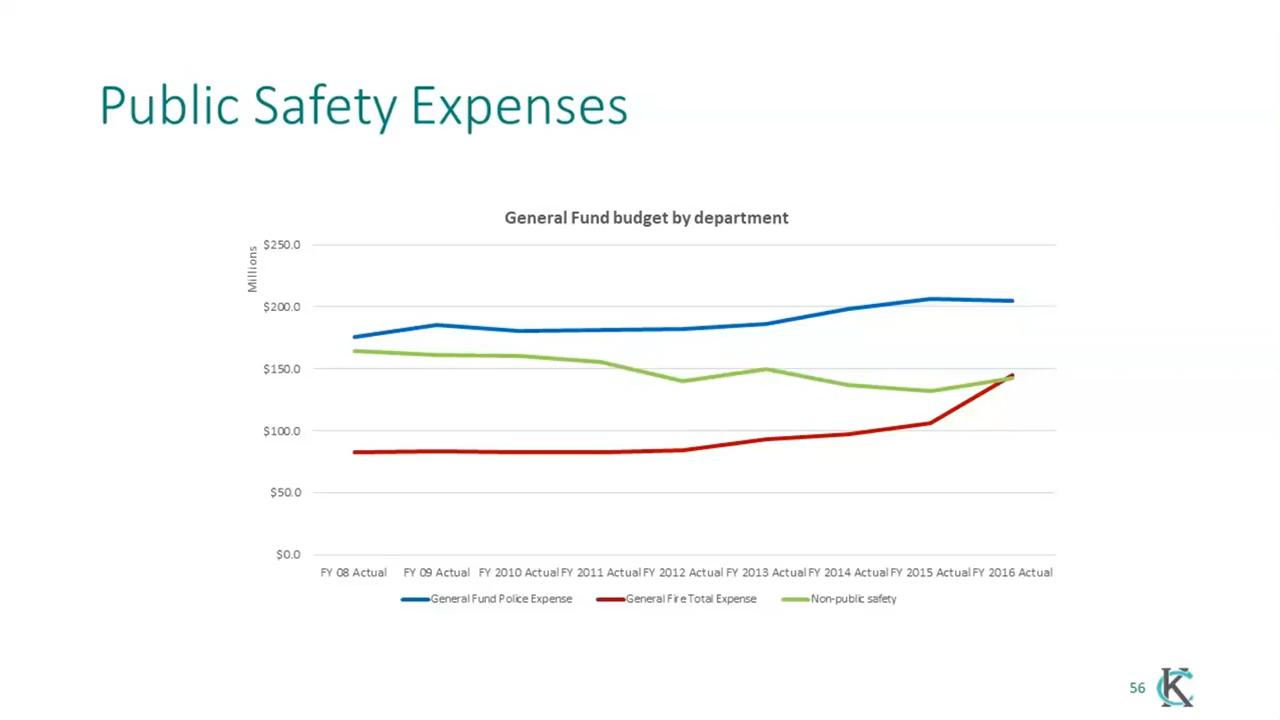 Public Safety Expenses
General Fund budget by department
Millions
$250.0
$200.0
$150.0
$100.0
$50.0
$0.0
FY 08 Actual FY 09 Actual FY 2010 Actual FY 2011 Actual FY 2012 Actual FY 2013 Actual FY 2014 Actual FY 2015 Actual FY 2016 Actual
General Fund Police Expense General Fire Total Expense Non-public safety
56
KC